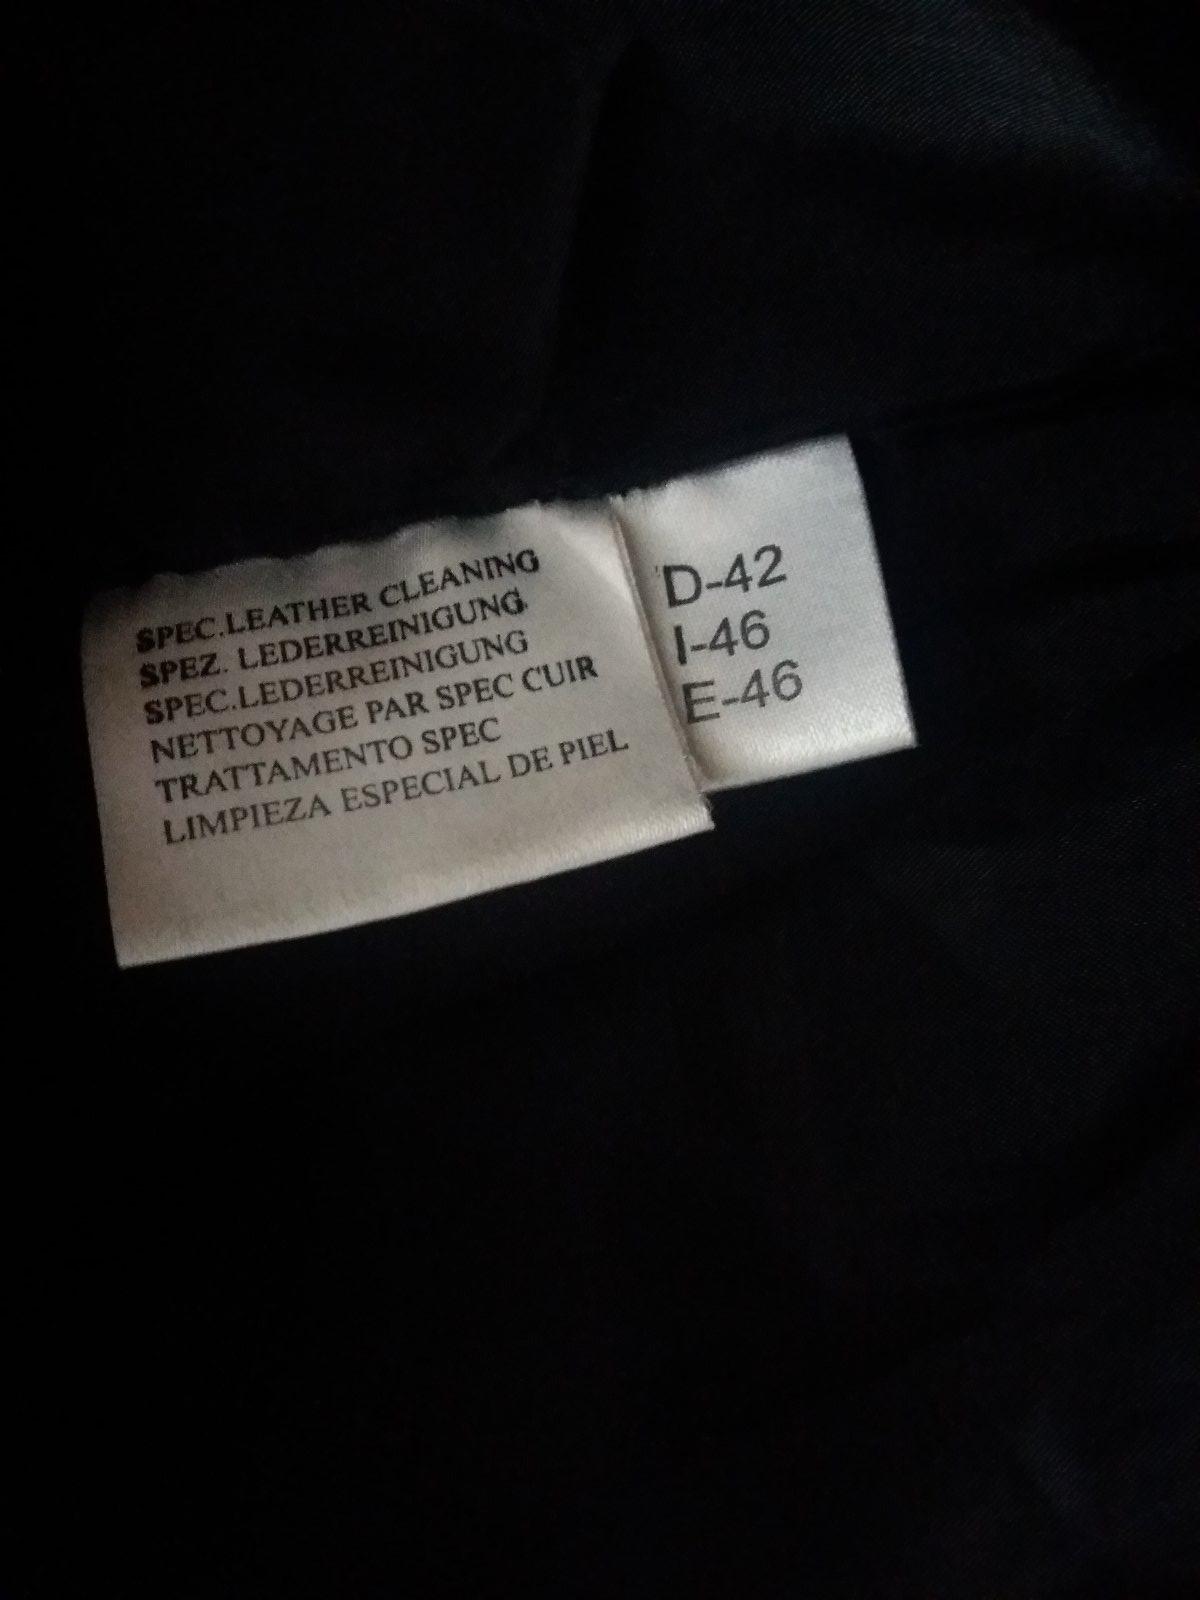 SPEC.LEATHER CLEANING
SPEZ. LEDERREINIGUNG
SPEC.LEDERREINIGUNG
NETTOYAGE PAR SPEC CUIR
TRATTAMENTO SPEC
LIMPIEZA ESPECIAL DE PIEL
D-42
I-46
E-46